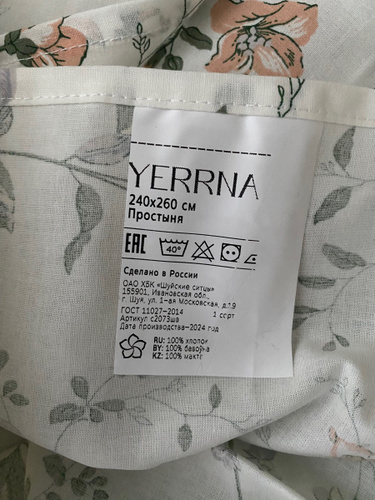 YERRNA
240x260 см
Простыня
EAC 40°
Сделано в России
ОАО ХБК «Шуйские ситцы»
155901, Ивановская обл.,
г. Шуя, ул. 1-ая Московская, д.19
ГОСТ 11027-2014 1 сорт
Артикул с2073ша
Дата производства-2024 год
RU: 100% хлопок
BY: 100% бавоўна
KZ: 100% мақта